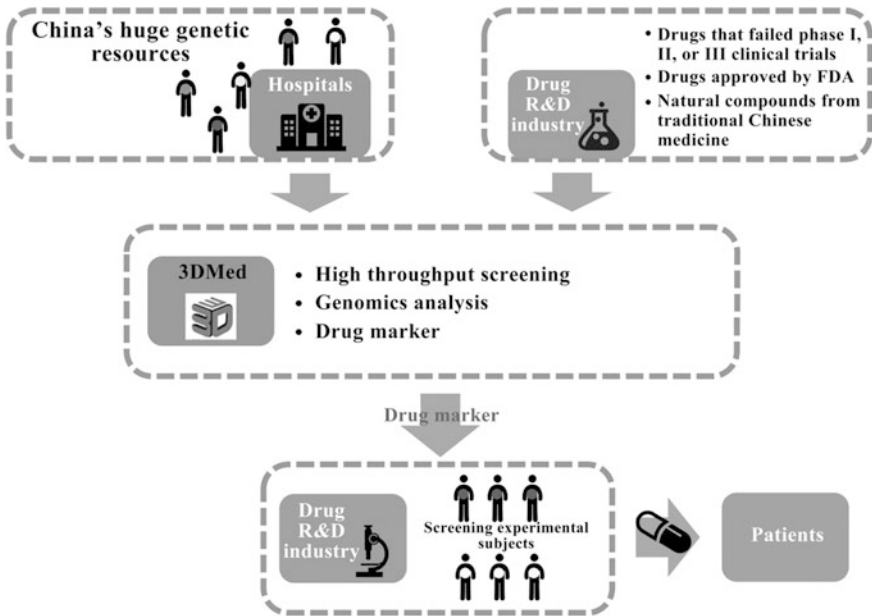 China's huge genetic
resources
Hospitals
Drug
R&D
industry
• Drugs that failed phase I,
II, or III clinical trials
• Drugs approved by FDA
• Natural compounds from
traditional Chinese
medicine
3DMed
3D
• High throughput screening
• Genomics analysis
• Drug marker
Drug marker
Drug
R&D
industry
Screening experimental
subjects
Patients